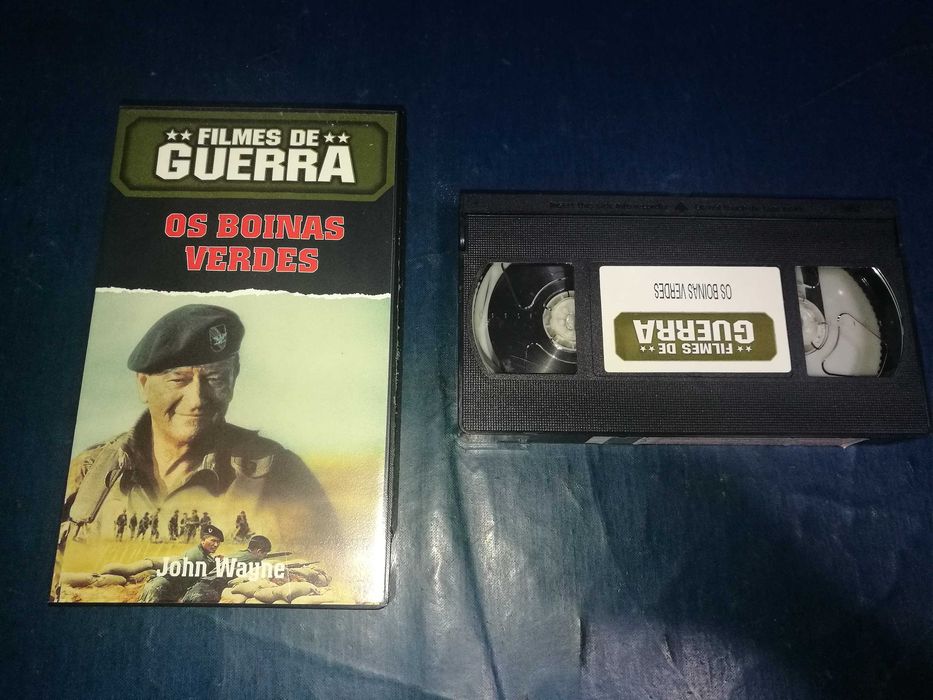 ★★ FILMES DE ★★
GUERRA
OS BOINAS
VERDES
John Wayne
OS BOINAS VERDES
★★ FILMES DE ★★
GUERRA